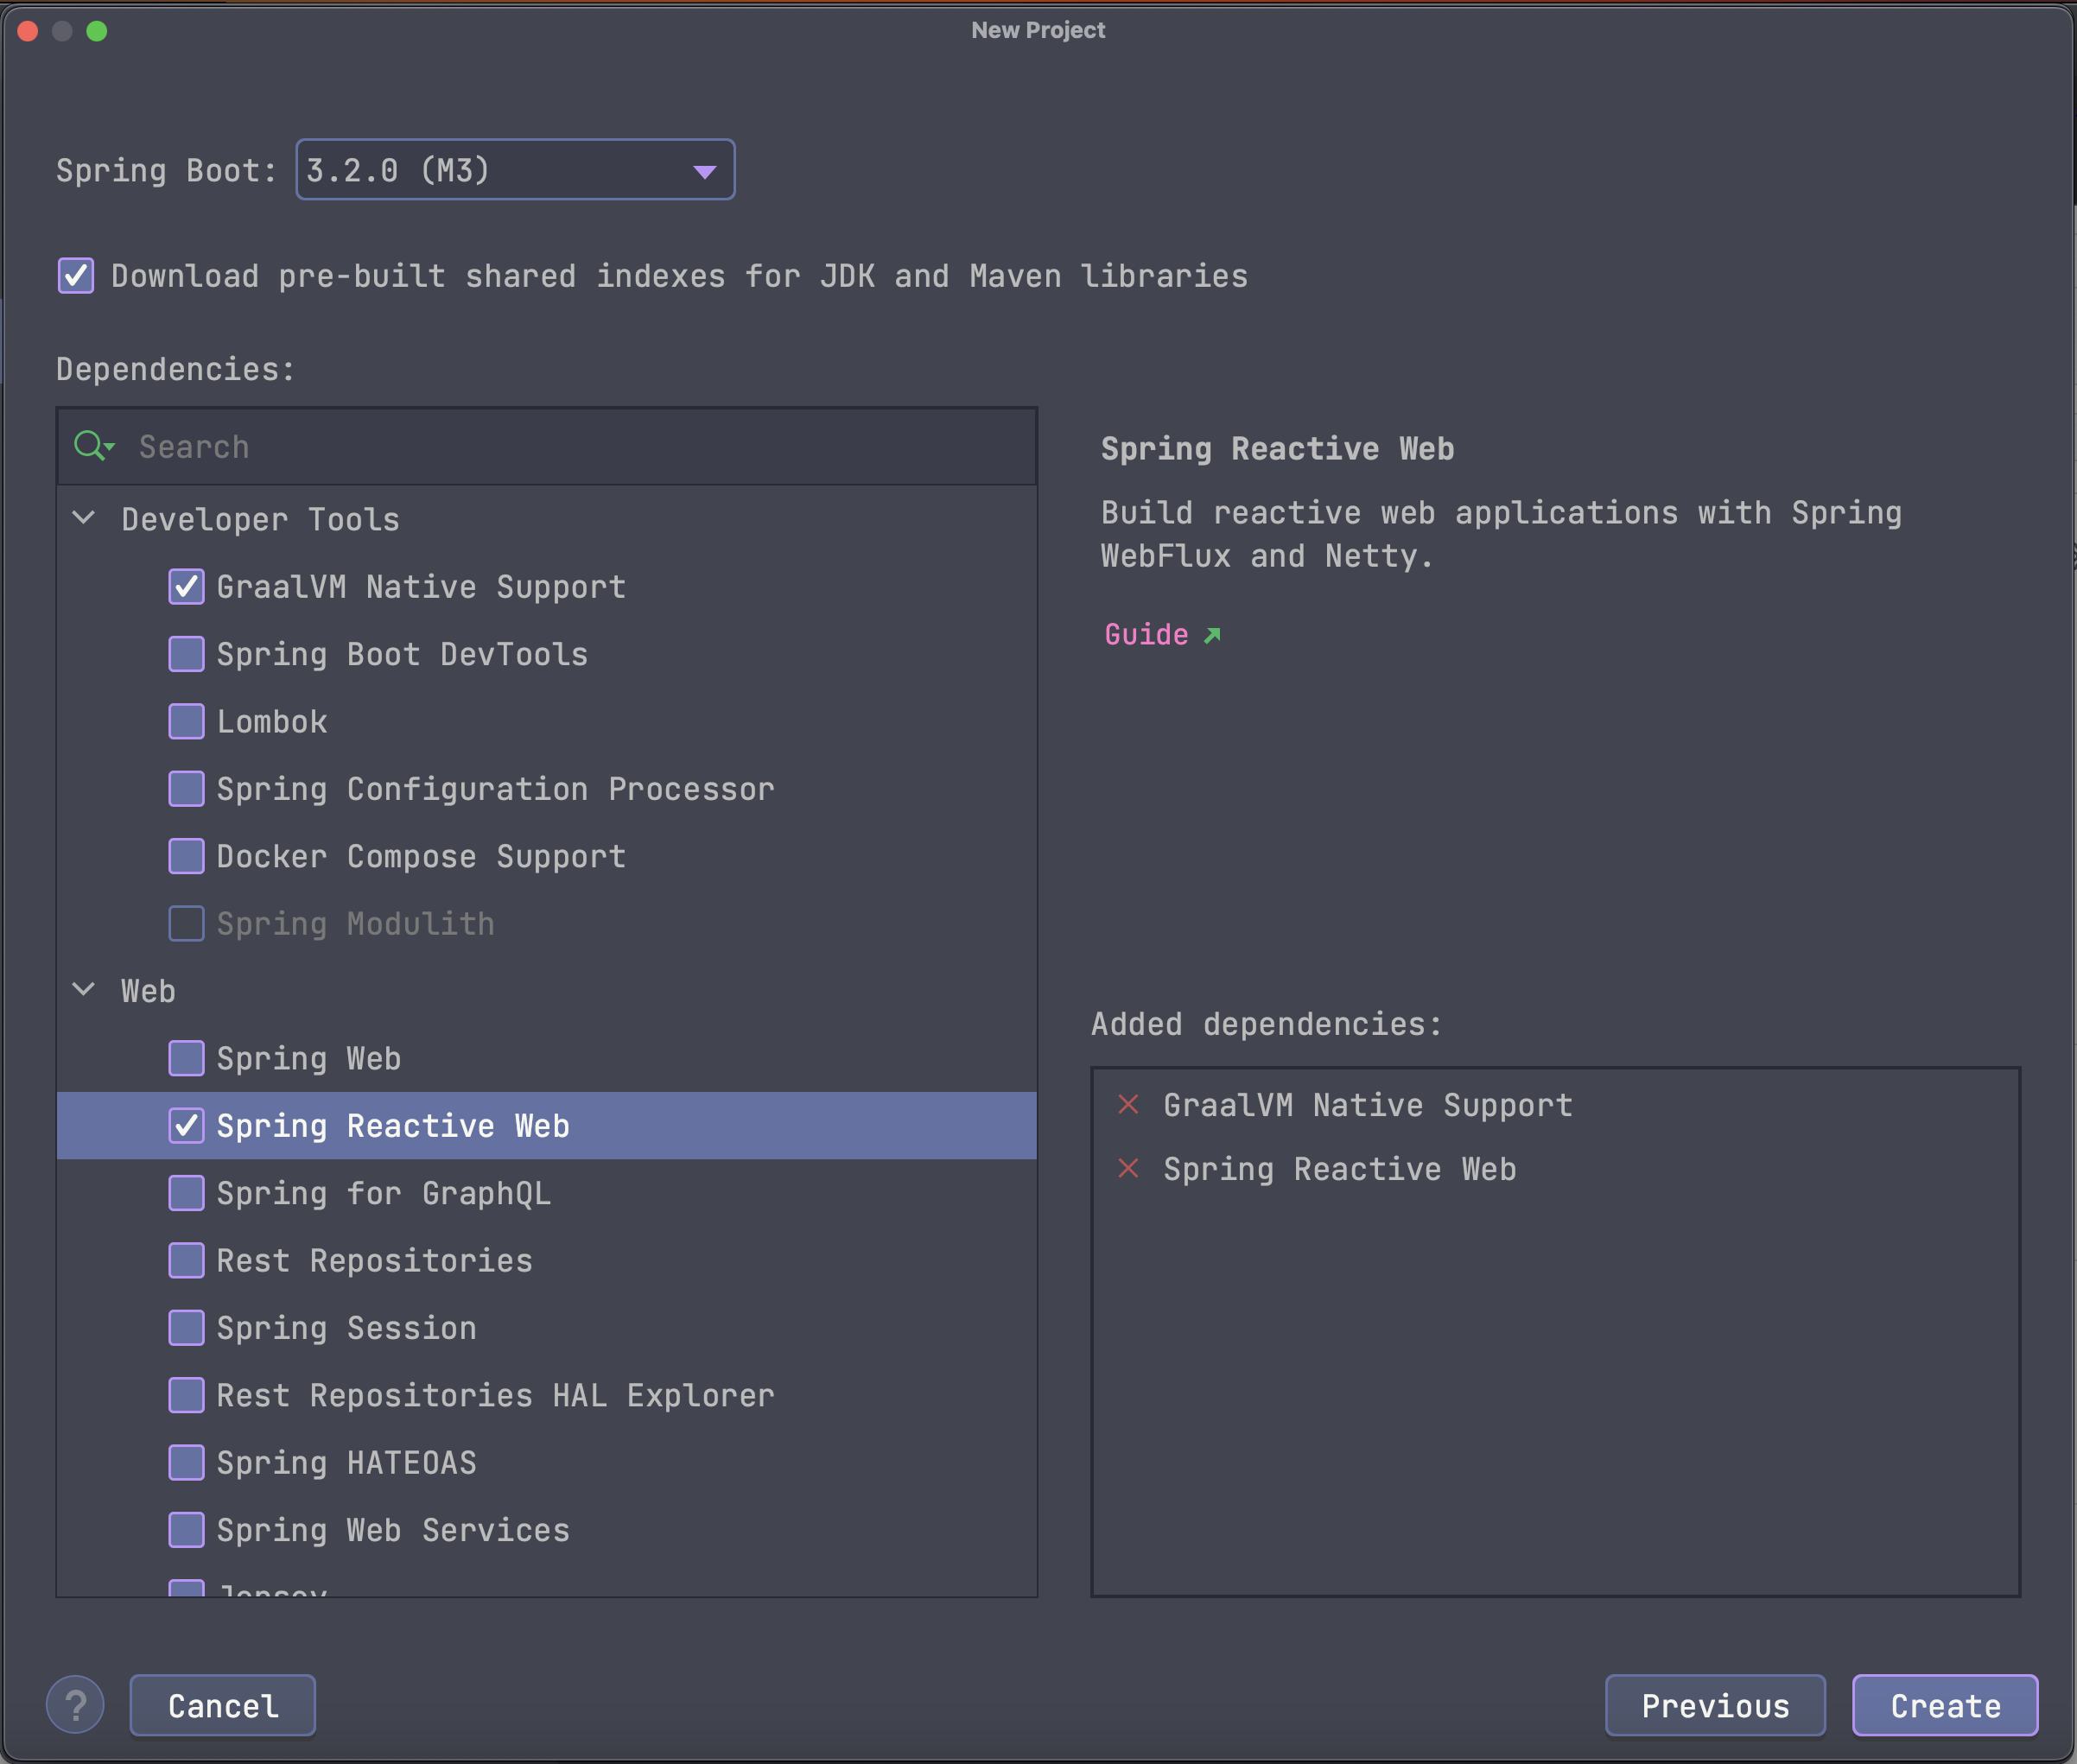 New Project
Spring Boot: 3.2.0 (M3)
Download pre-built shared indexes for JDK and Maven libraries
Dependencies:
Search
Developer Tools
GraalVM Native Support
Spring Boot DevTools
Lombok
Spring Configuration Processor
Docker Compose Support
Spring Modulith
Web
Spring Web
Spring Reactive Web
Spring for GraphQL
Rest Repositories
Spring Session
Rest Repositories HAL Explorer
Spring HATEOAS
Spring Web Services
Spring Reactive Web
Build reactive web applications with Spring
WebFlux and Netty.
Guide
Added dependencies:
GraalVM Native Support
Spring Reactive Web
?
Cancel
Previous
Create